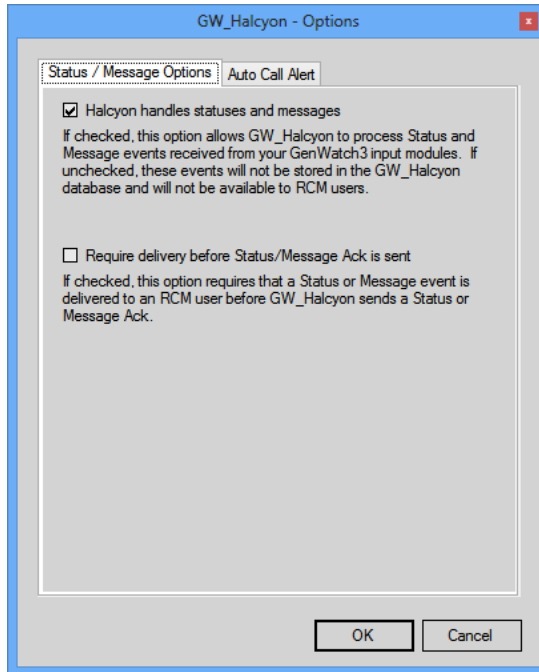 GW_Halcyon - Options
x
Status / Message Options
Auto Call Alert
Halcyon handles statuses and messages
If checked, this option allows GW_Halcyon to process Status and
Message events received from your GenWatch3 input modules. If
unchecked, these events will not be stored in the GW_Halcyon
database and will not be available to RCM users.
Require delivery before Status/Message Ack is sent
If checked, this option requires that a Status or Message event is
delivered to an RCM user before GW_Halcyon sends a Status or
Message Ack.
OK
Cancel